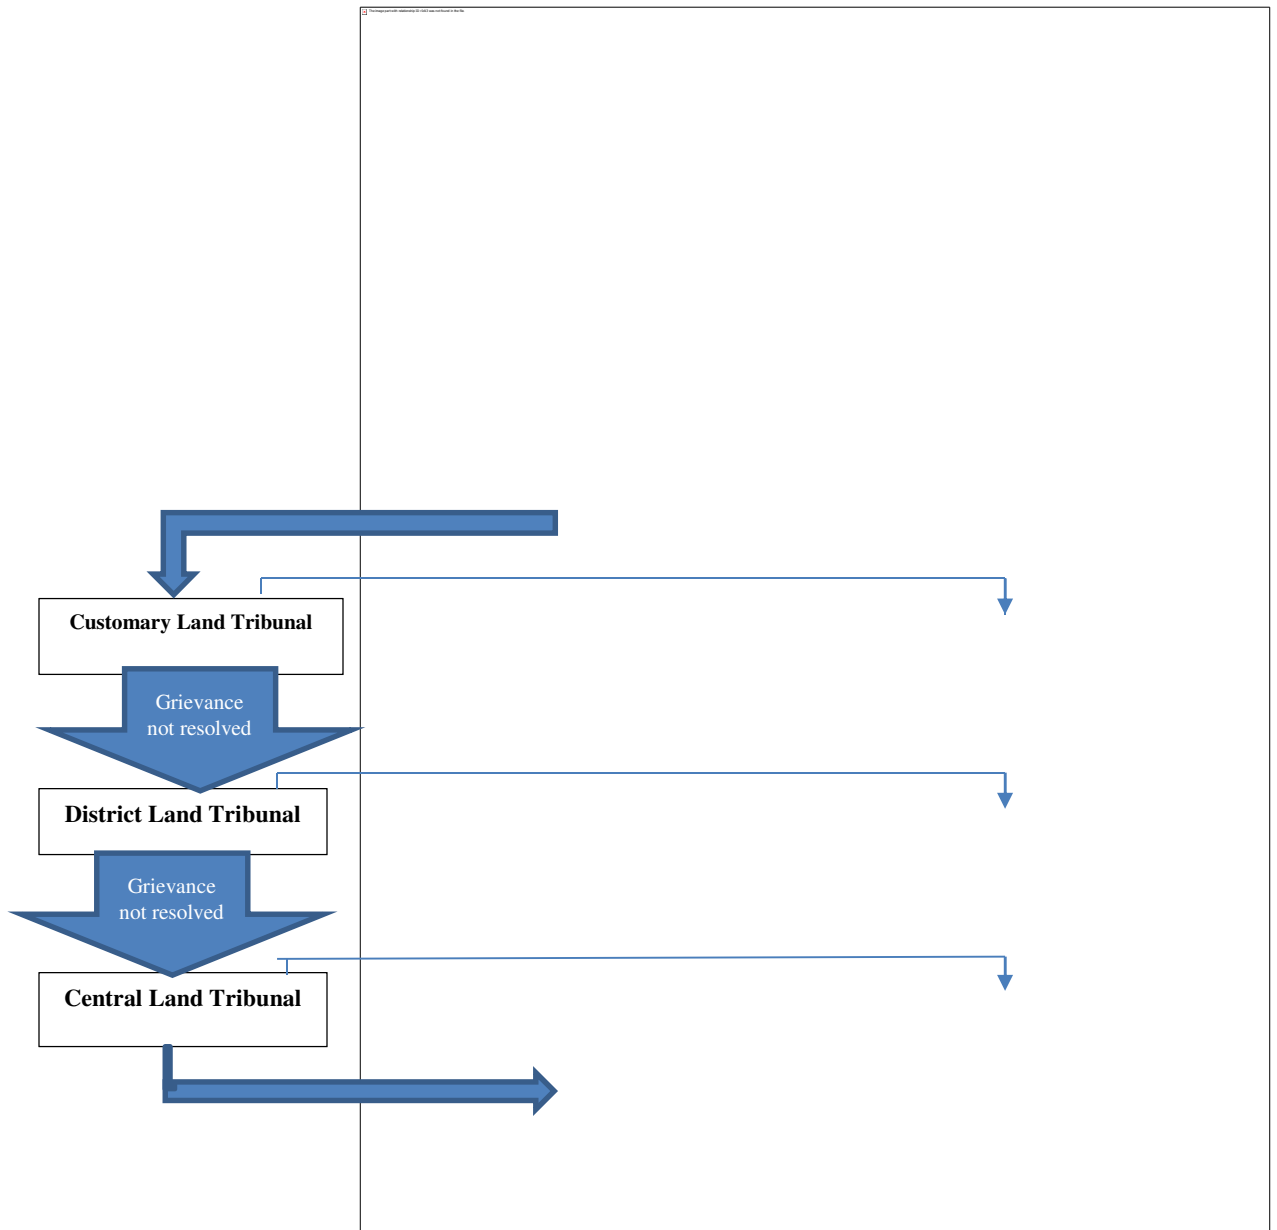 Customary Land Tribunal
Grievance
not resolved
District Land Tribunal
Grievance
not resolved
Central Land Tribunal